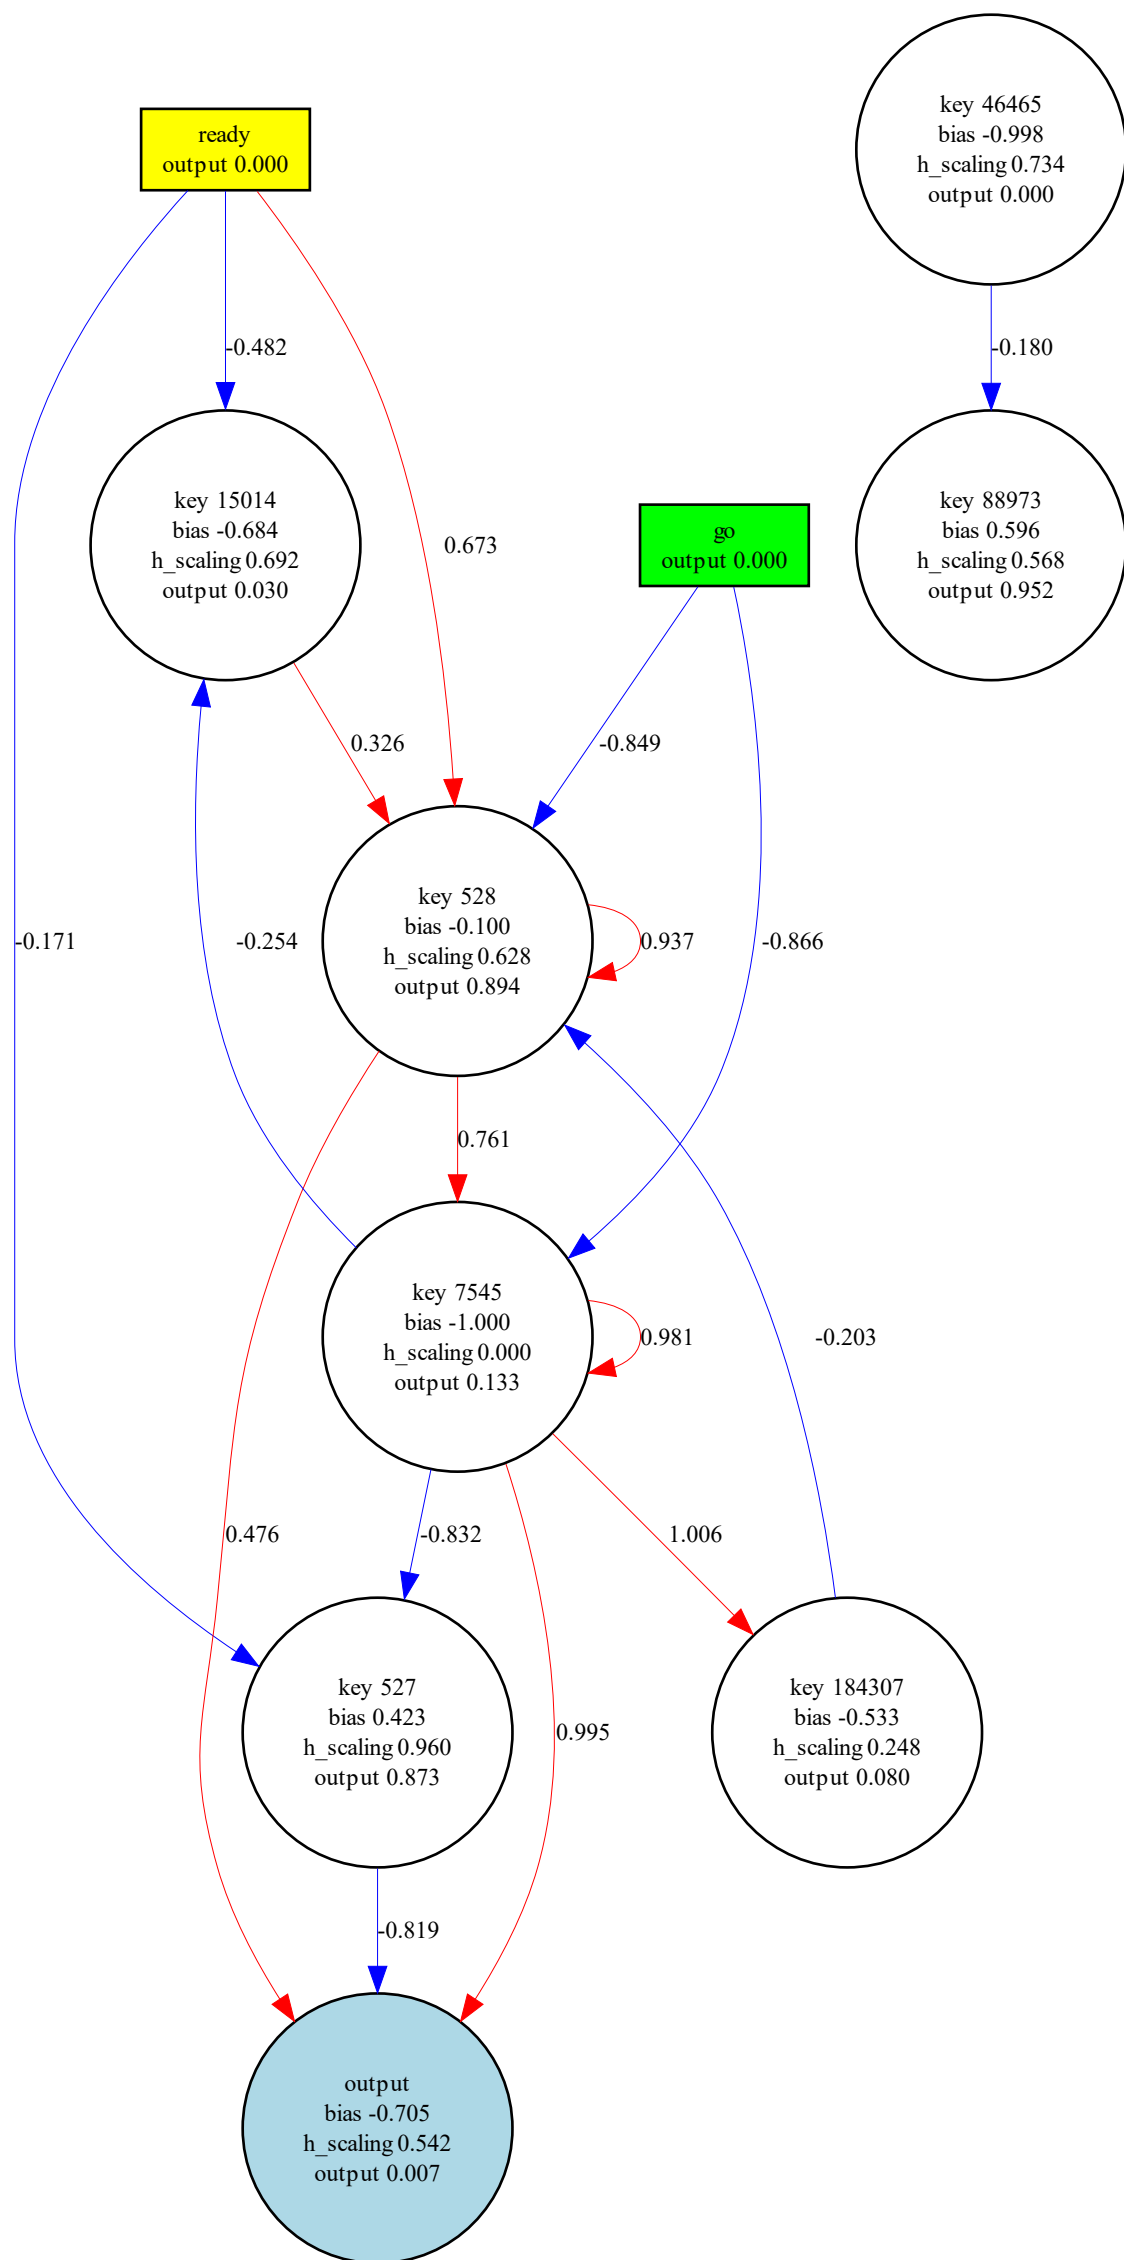 key 46465
bias -0.998
h_scaling 0.734
output 0.000
ready
output 0.000
-0.482
-0.180
key 15014
bias -0.684
h_scaling 0.692
output 0.030
0.673
go
output 0.000
key 88973
bias 0.596
h_scaling 0.568
output 0.952
0.326
-0.849
key 528
bias -0.100
h_scaling 0.628
output 0.894
-0.171
-0.254
0.937
-0.866
0.761
key 7545
bias -1.000
h_scaling 0.000
output 0.133
0.981
-0.203
0.476
-0.832
1.006
key 527
bias 0.423
h_scaling 0.960
output 0.873
0.995
key 184307
bias -0.533
h_scaling 0.248
output 0.080
-0.819
output
bias -0.705
h_scaling 0.542
output 0.007